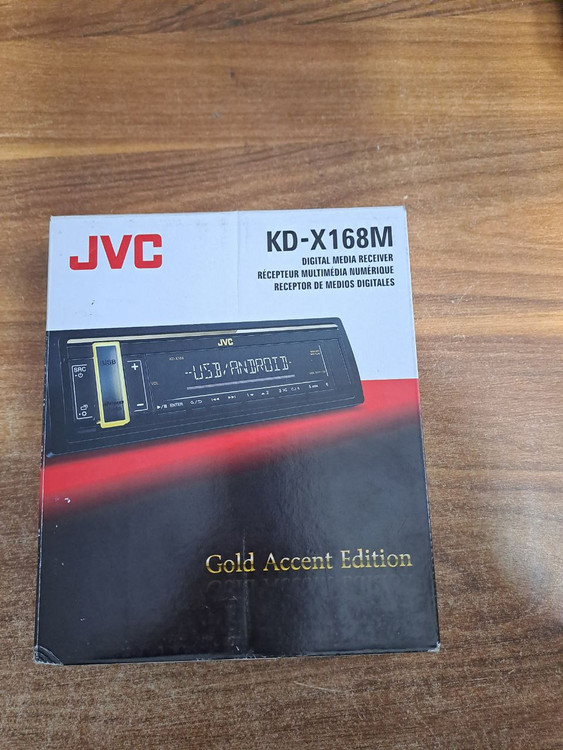 JVC
KD-X168M
DIGITAL MEDIA RECEIVER
RÉCEPTEUR MULTIMÉDIA NUMÉRIQUE
RECEPTOR DE MEDIOS DIGITALES
JVC
SRC
USB
+
VOL
--USB/ANDROID-
−
ENTER
Gold Accent Edition